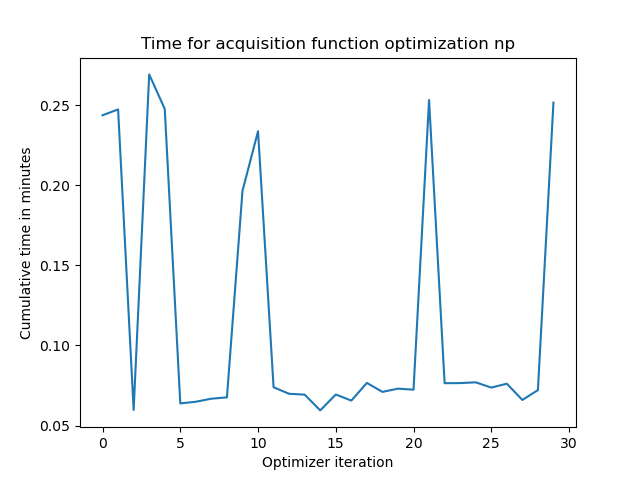 Time for acquisition function optimization np
0.25
0.20
0.15
0.10
0.05
Cumulative time in minutes
0 5 10 15 20 25 30
Optimizer iteration